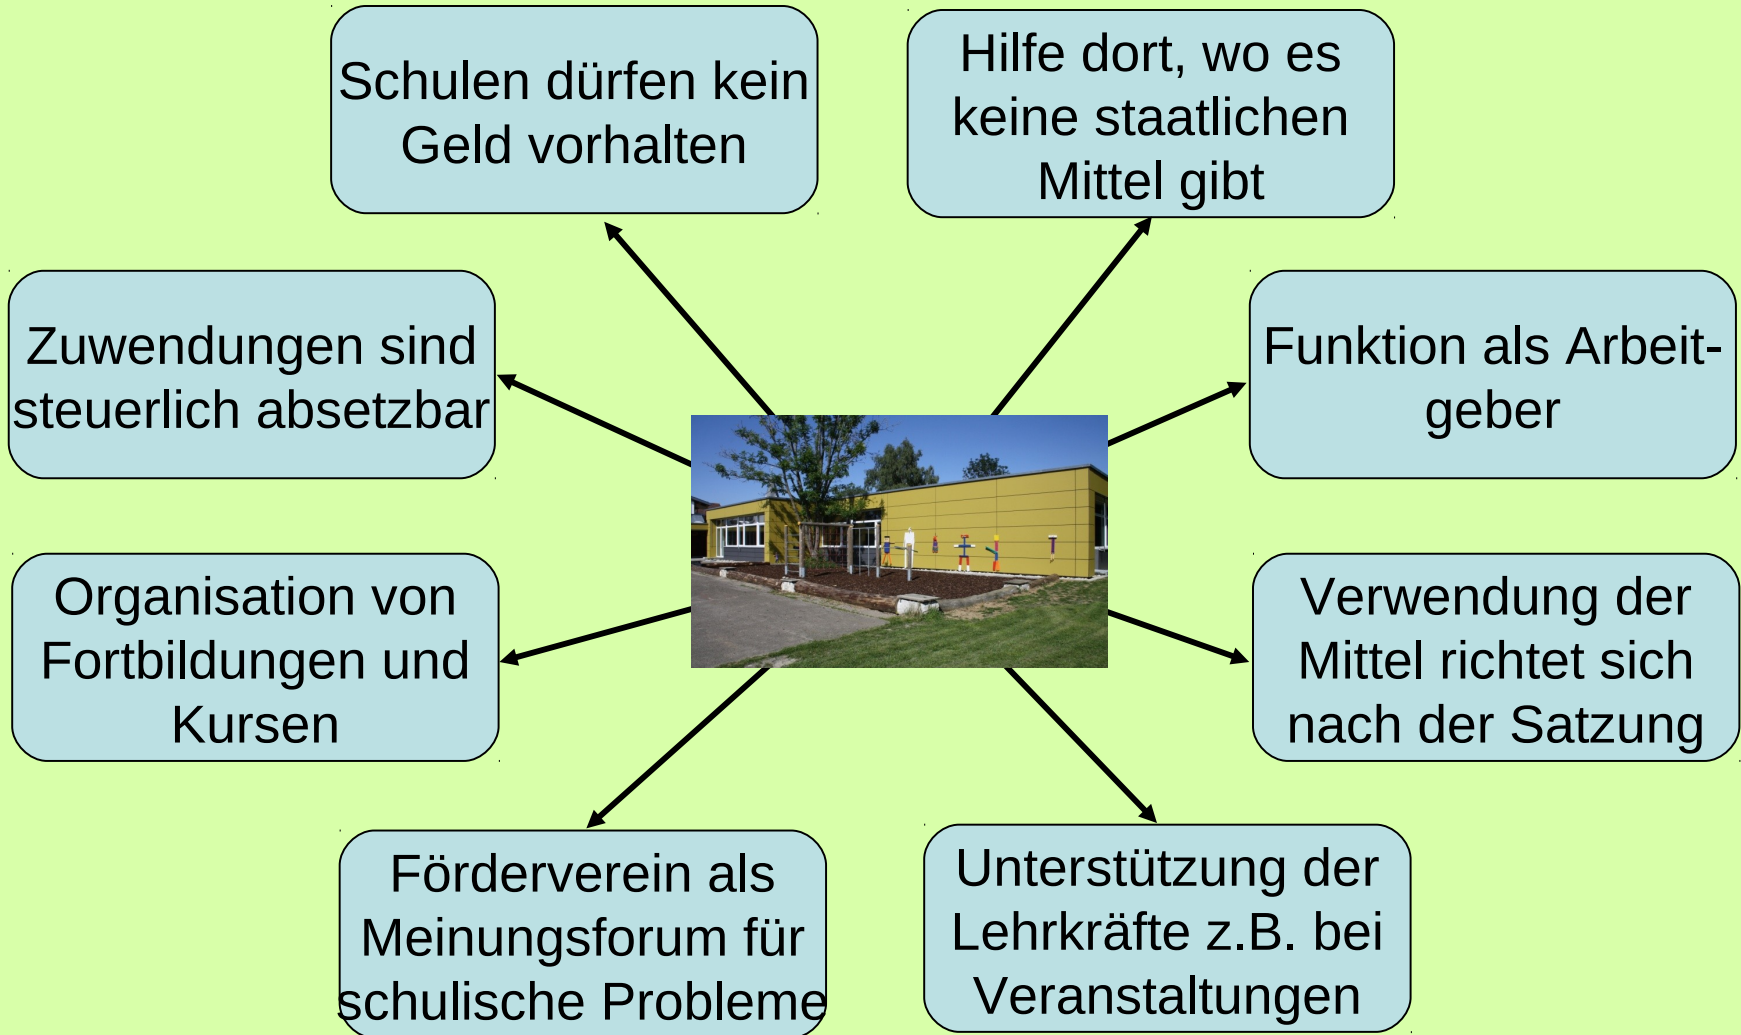 Schulen dürfen kein
Geld vorhalten
Hilfe dort, wo es
keine staatlichen
Mittel gibt
Zuwendungen sind
steuerlich absetzbar
Funktion als Arbeit-
geber
Organisation von
Fortbildungen und
Kursen
Verwendung der
Mittel richtet sich
nach der Satzung
Förderverein als
Meinungsforum für
schulische Probleme
Unterstützung der
Lehrkräfte z.B. bei
Veranstaltungen